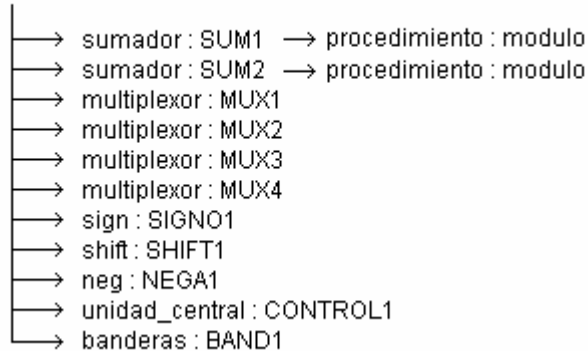 sumador : SUM1 → procedimiento : modulo
sumador : SUM2 → procedimiento : modulo
multiplexor : MUX1
multiplexor : MUX2
multiplexor : MUX3
multiplexor : MUX4
sign : SIGNO1
shift : SHIFT1
neg : NEGA1
unidad_central : CONTROL1
banderas : BAND1